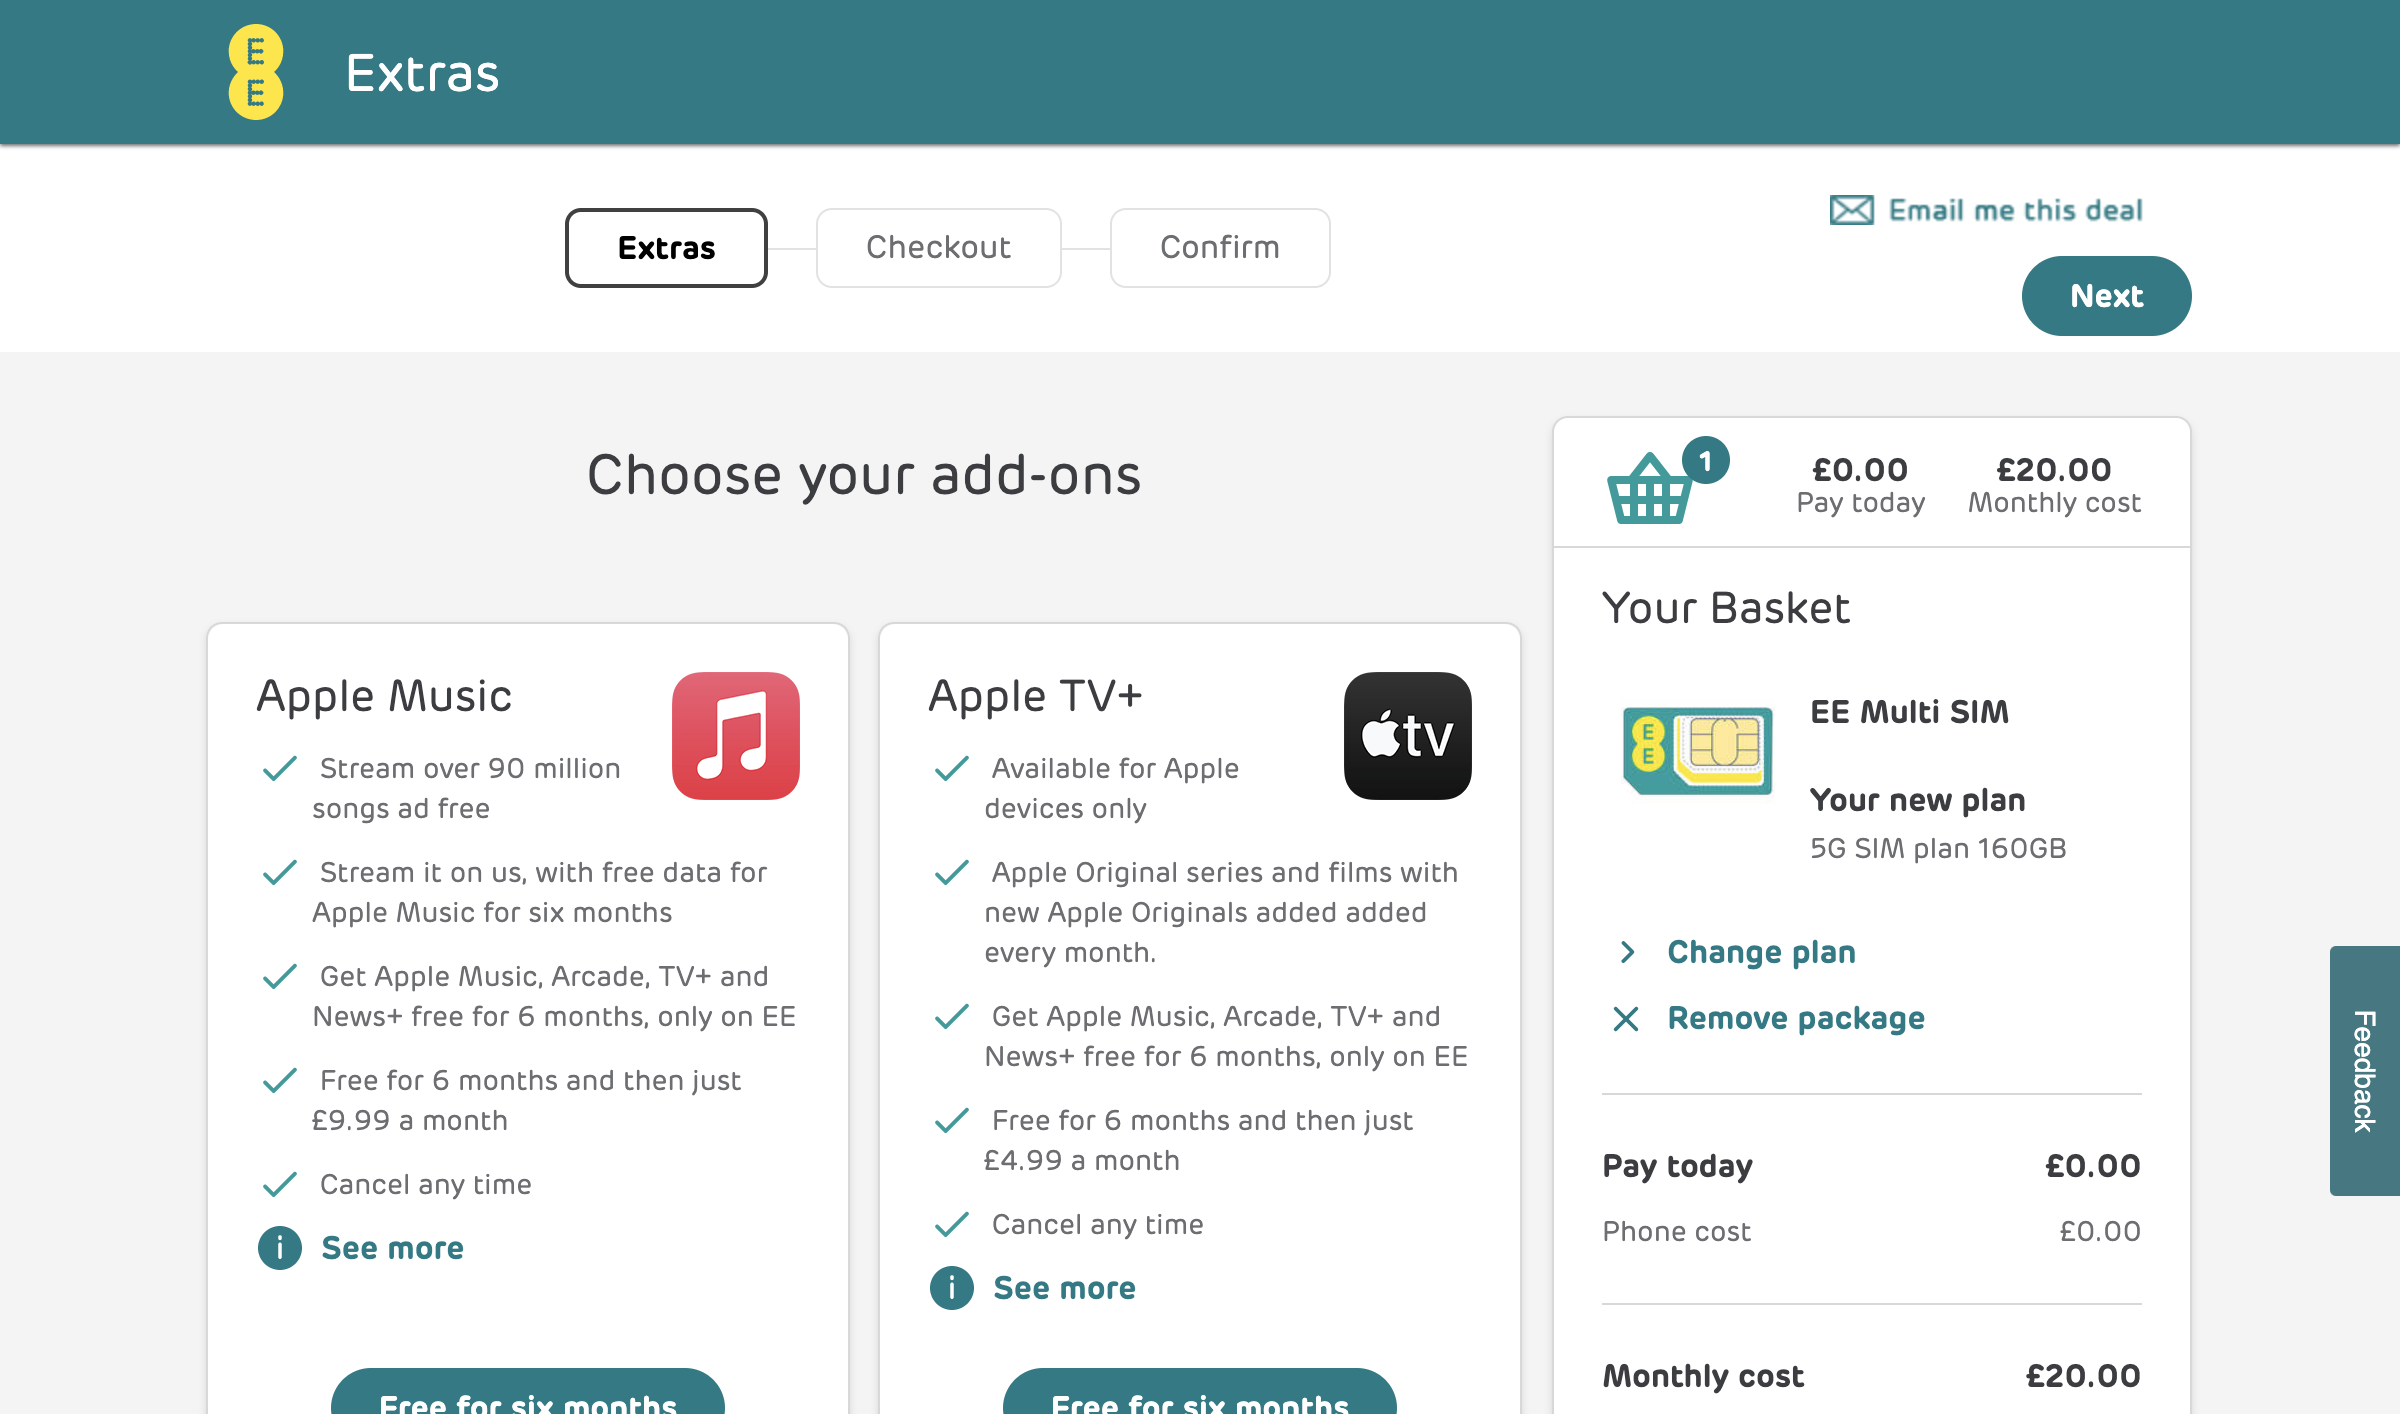 E
E
Extras
Extras
Checkout
Confirm
Email me this deal
Next
Choose your add-ons
1
£0.00
Pay today
£20.00
Monthly cost
Apple Music
Stream over 90 million
songs ad free
Stream it on us, with free data for
Apple Music for six months
Get Apple Music, Arcade, TV+ and
News+ free for 6 months, only on EE
Free for 6 months and then just
£9.99 a month
Cancel any time
i See more
Free for six months
Apple TV+
tv
Available for Apple
devices only
Apple Original series and films with
new Apple Originals added added
every month.
Get Apple Music, Arcade, TV+ and
News+ free for 6 months, only on EE
Free for 6 months and then just
£4.99 a month
Cancel any time
i See more
Free for six months
Your Basket
E
E
EE Multi SIM
Your new plan
5G SIM plan 160GB
Change plan
Remove package
Pay today £0.00
Phone cost £0.00
Monthly cost £20.00
Feedback